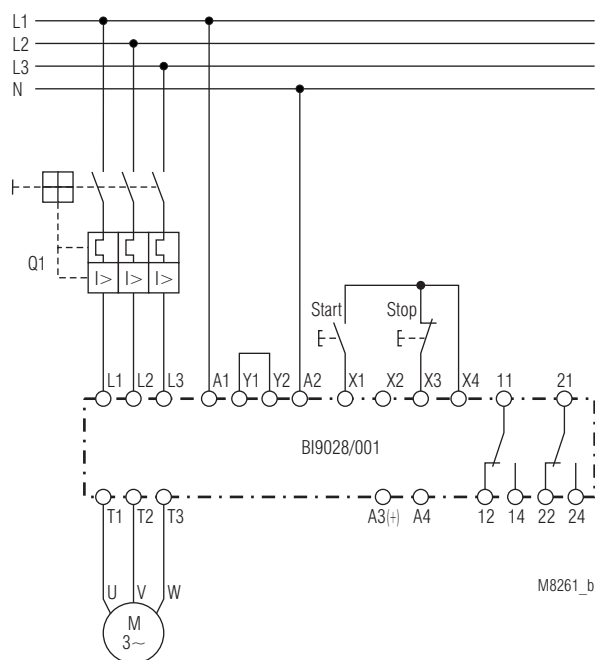 L1
L2
L3
N
Q1
I> I> I>
Start Stop
L1 L2 L3 A1 Y1 Y2 A2 X1 X2 X3 X4 11 21
BI9028/001
T1 T2 T3 A3(+) A4 12 14 22 24
M8261_b
U V W
M
3~